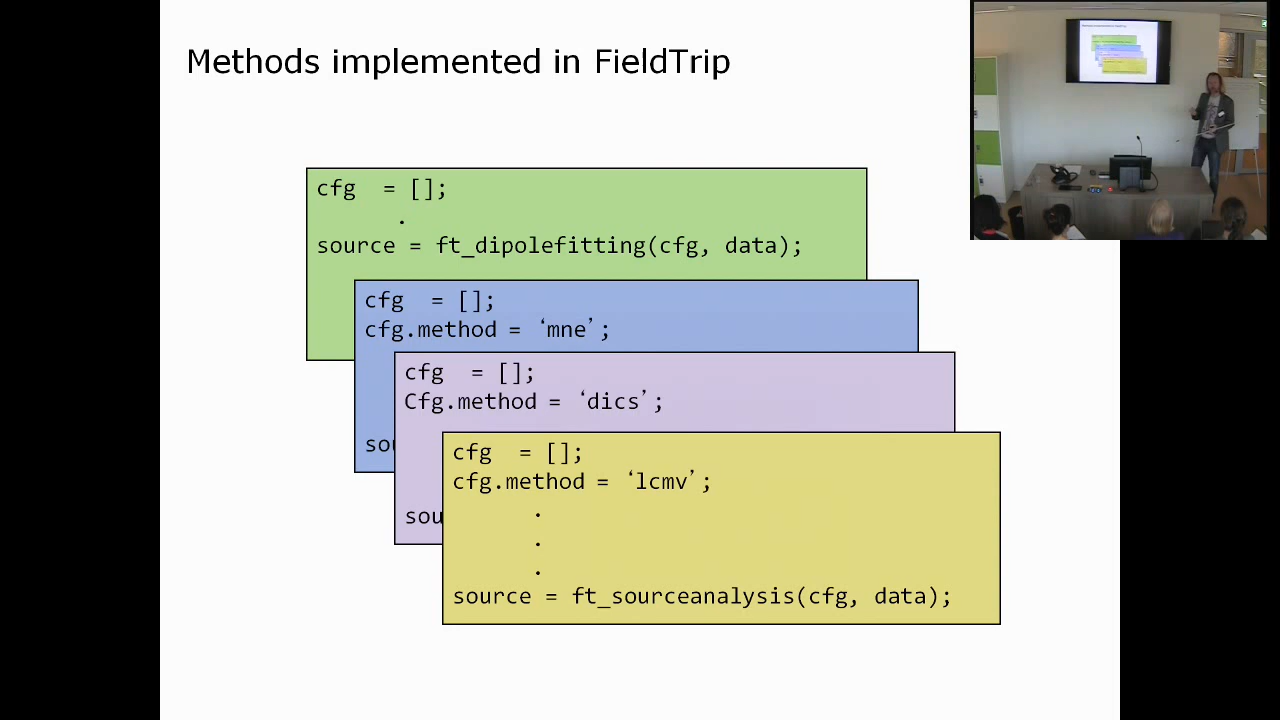 Methods implemented in FieldTrip
cfg  = [];
.
source = ft_dipolefitting(cfg, data);
cfg  = [];
cfg.method = ‘mne’;
sou
cfg  = [];
Cfg.method = ‘dics’;
sou
cfg  = [];
cfg.method = ‘lcmv’;
.
.
.
source = ft_sourceanalysis(cfg, data);